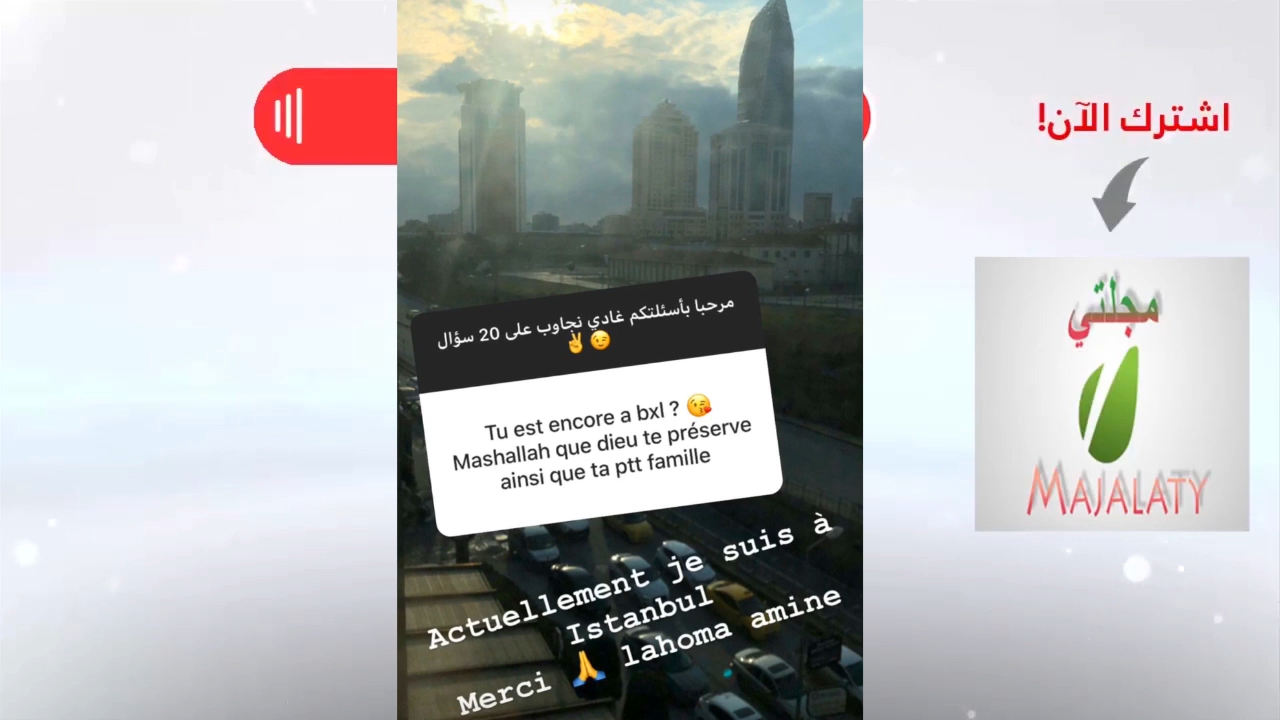 اشترك الآن!
مجلتي
MAJALATY
مرحبا بأسئلتكم غادي نجاوب على 20 سؤال
✌️ 😉
Tu est encore a bxl ? 😘
Mashallah que dieu te préserve
ainsi que ta ptt famille
Actuellement je suis à
Istanbul
Merci 🙏 lahoma amine